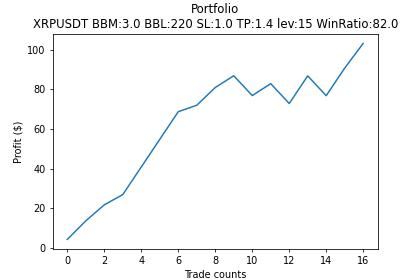 Portfolio
XRPUSDT BBM:3.0 BBL:220 SL:1.0 TP:1.4 lev:15 WinRatio:82.0
100
80
60
40
20
0
Profit ($)
0 2 4 6 8 10 12 14 16
Trade counts